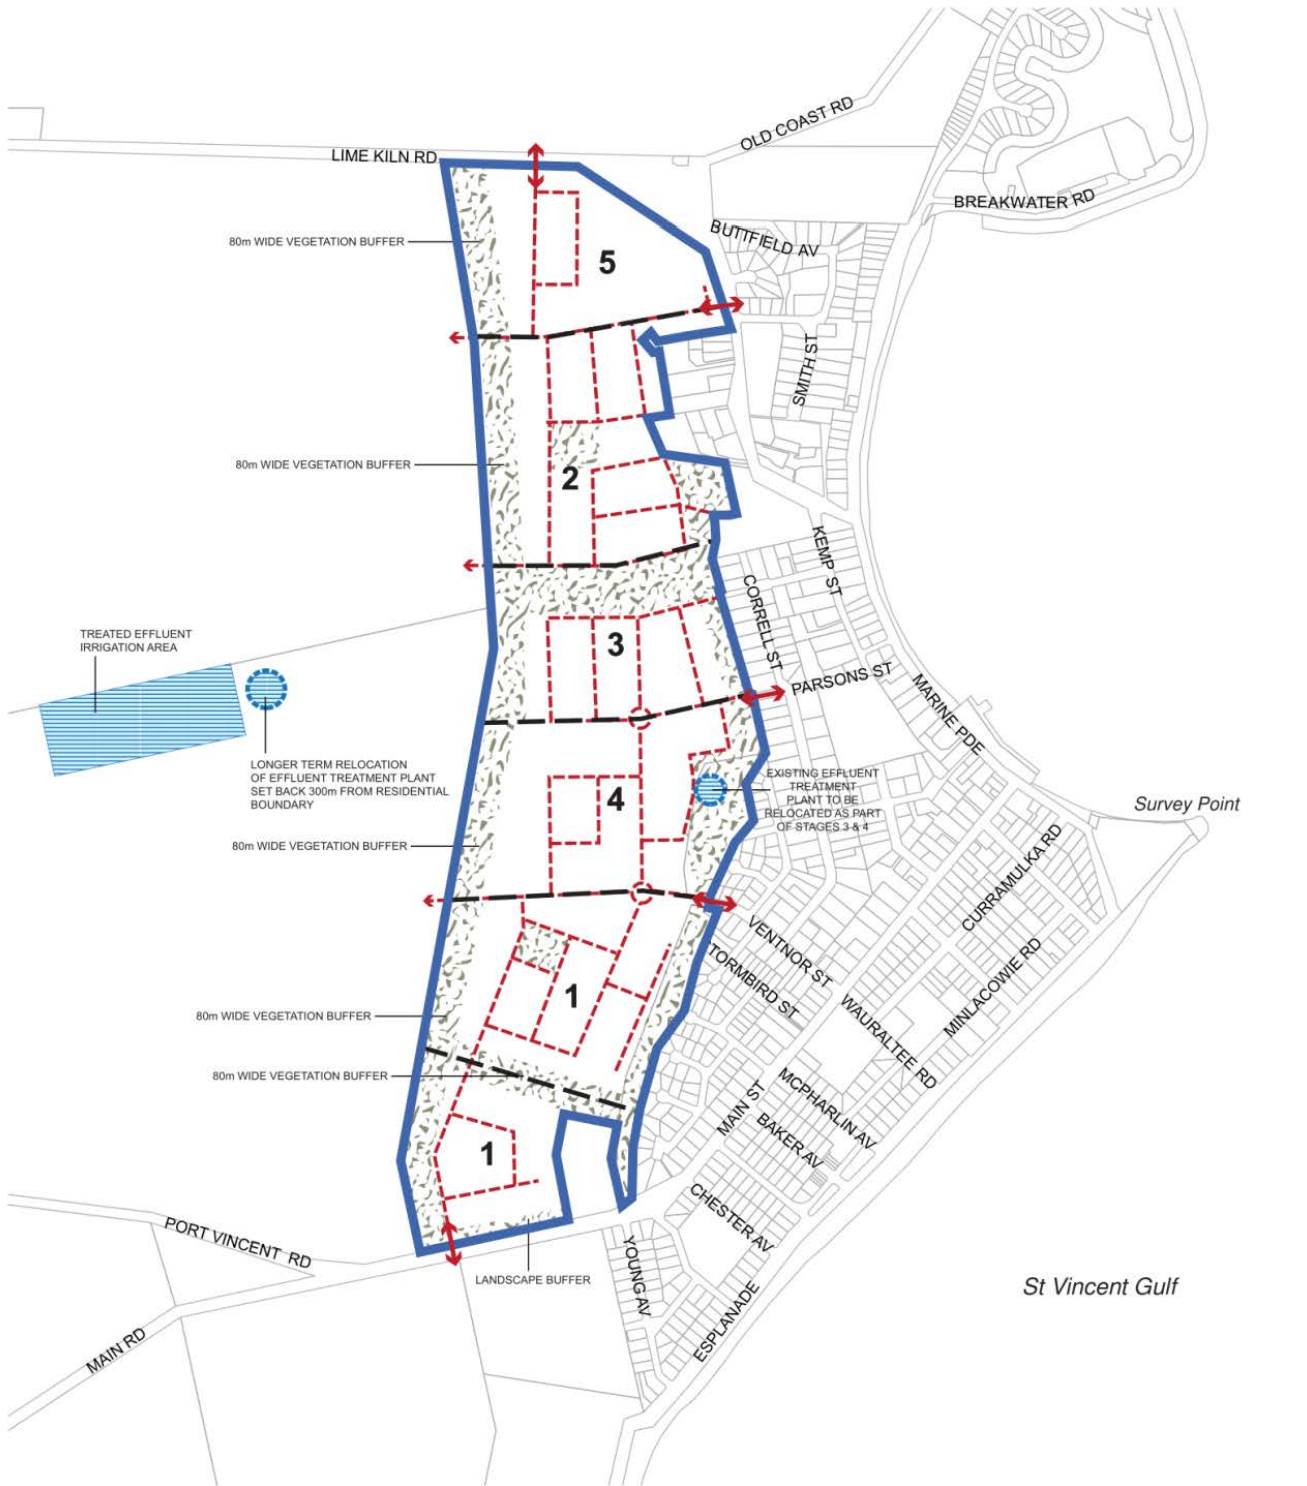 OLD COAST RD
LIME KILN RD
BREAKWATER RD
BUTTFIELD AV
80m WIDE VEGETATION BUFFER
5
SMITH ST
80m WIDE VEGETATION BUFFER
2
KEMP ST
CORRELL ST
TREATED EFFLUENT
IRRIGATION AREA
3
PARSONS ST
MARINE PDE
LONGER TERM RELOCATION
OF EFFLUENT TREATMENT PLANT
SET BACK 300m FROM RESIDENTIAL
BOUNDARY
EXISTING EFFLUENT
TREATMENT
PLANT TO BE
RELOCATED AS PART
OF STAGES 3 & 4
4
Survey Point
80m WIDE VEGETATION BUFFER
CURRAMULKA RD
VENTNOR ST
TORMBIRD ST
MINLACOWIE RD
WAURALTEE RD
1
80m WIDE VEGETATION BUFFER
80m WIDE VEGETATION BUFFER
MAIN ST
MCPHARLIN AV
BAKER AV
1
CHESTER AV
PORT VINCENT RD
YOUNG AV
LANDSCAPE BUFFER
St Vincent Gulf
ESPLANADE
MAIN RD